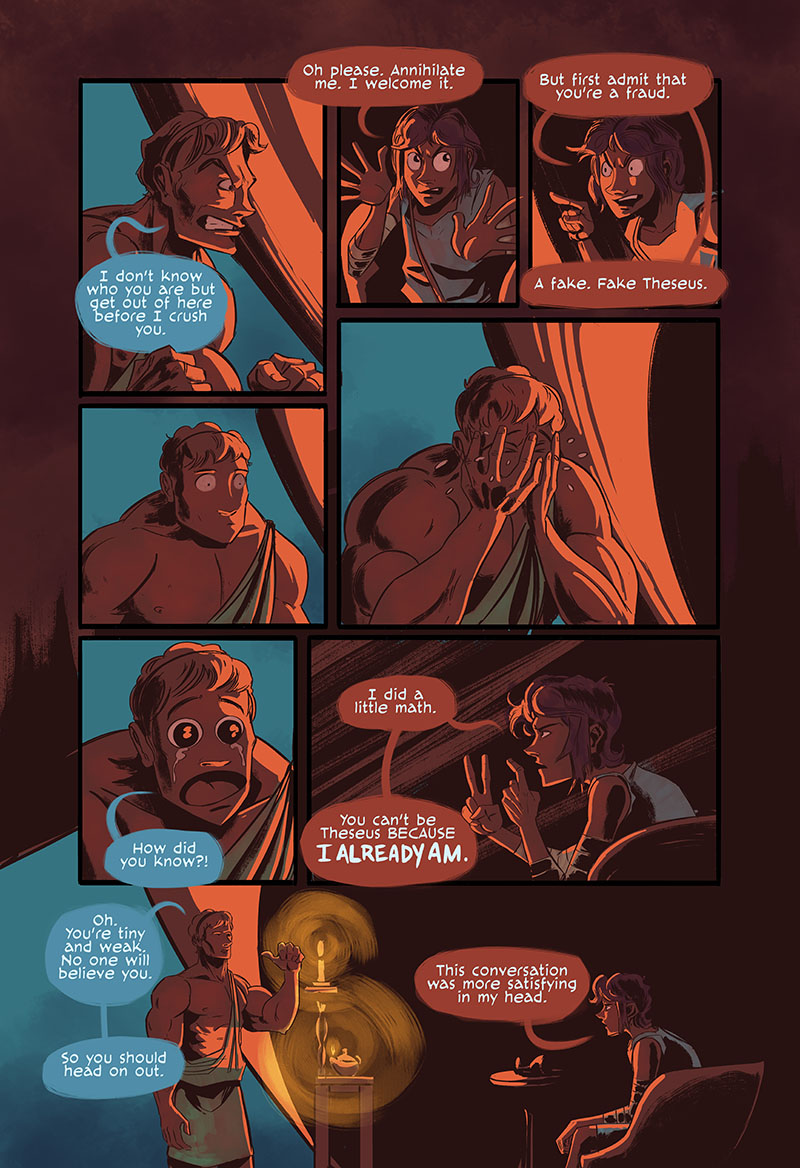 I don't know
who you are but
get out of here
before I crush
you.
Oh please. Annihilate
me. I welcome it.
But first admit that
you're a fraud.
A fake. Fake Theseus.
How did
you know?!
I did a
little math.
You can't be
Theseus BECAUSE
I ALREADY AM.
Oh.
You're tiny
and weak.
No one will
believe you.
So you should
head on out.
This conversation
was more satisfying
in my head.